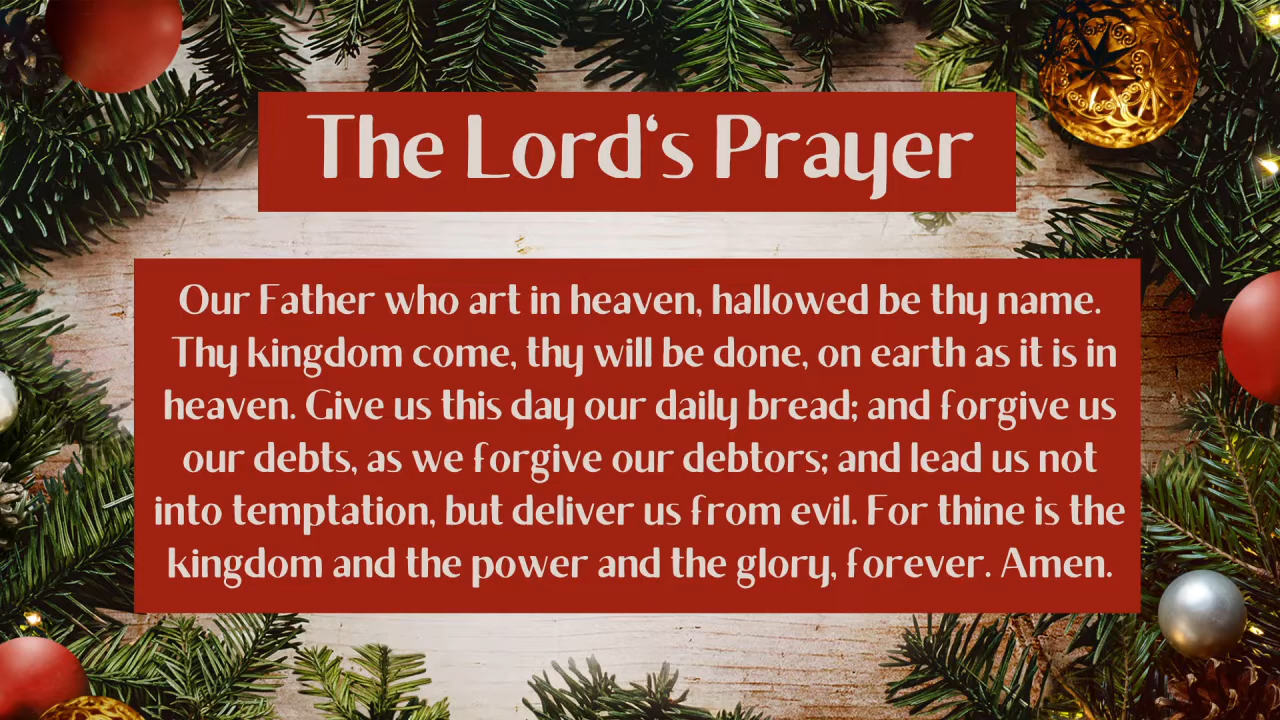 The Lord‘s Prayer
Our Father who art in heaven, hallowed be thy name.
Thy kingdom come, thy will be done, on earth as it is in
heaven. Give us this day our daily bread; and forgive us
our debts, as we forgive our debtors; and lead us not
into temptation, but deliver us from evil. For thine is the
kingdom and the power and the glory, forever. Amen.